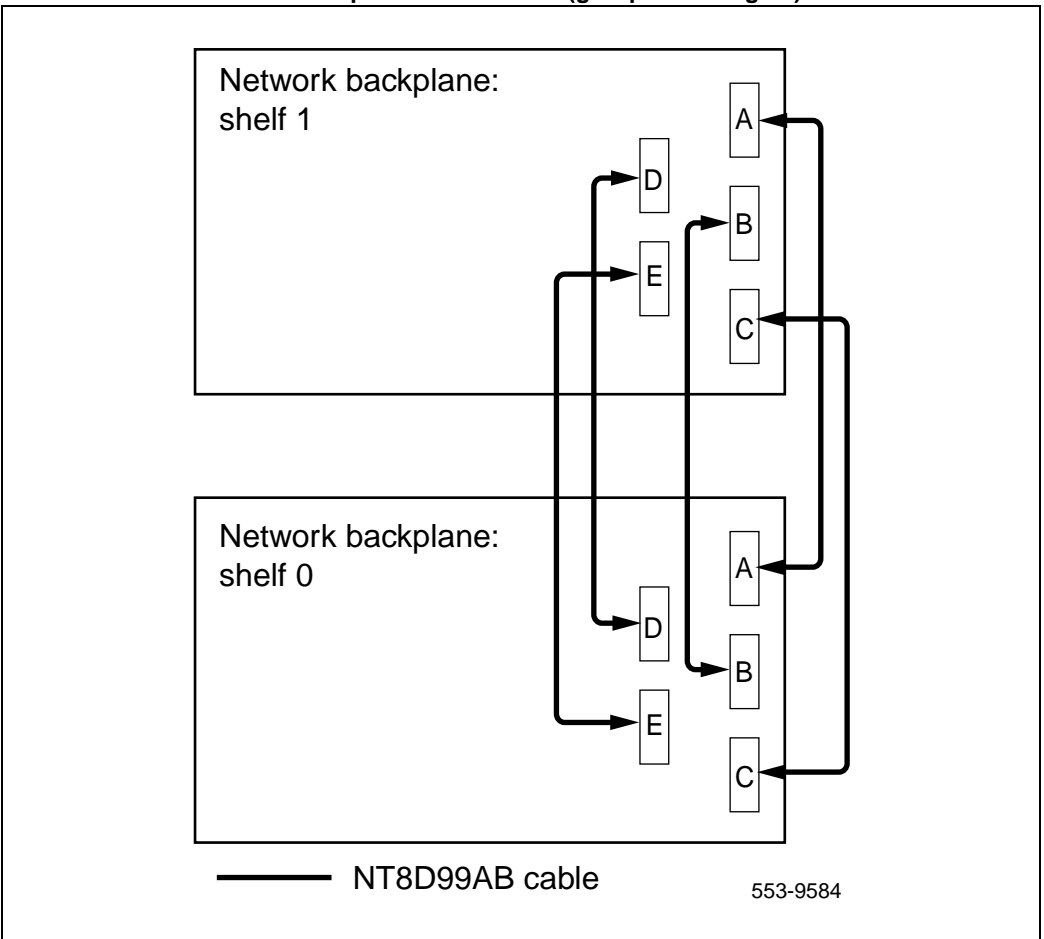 Network backplane:
shelf 1
A
D
B
E
C
Network backplane:
shelf 0
A
D
B
E
C
NT8D99AB cable
553-9584